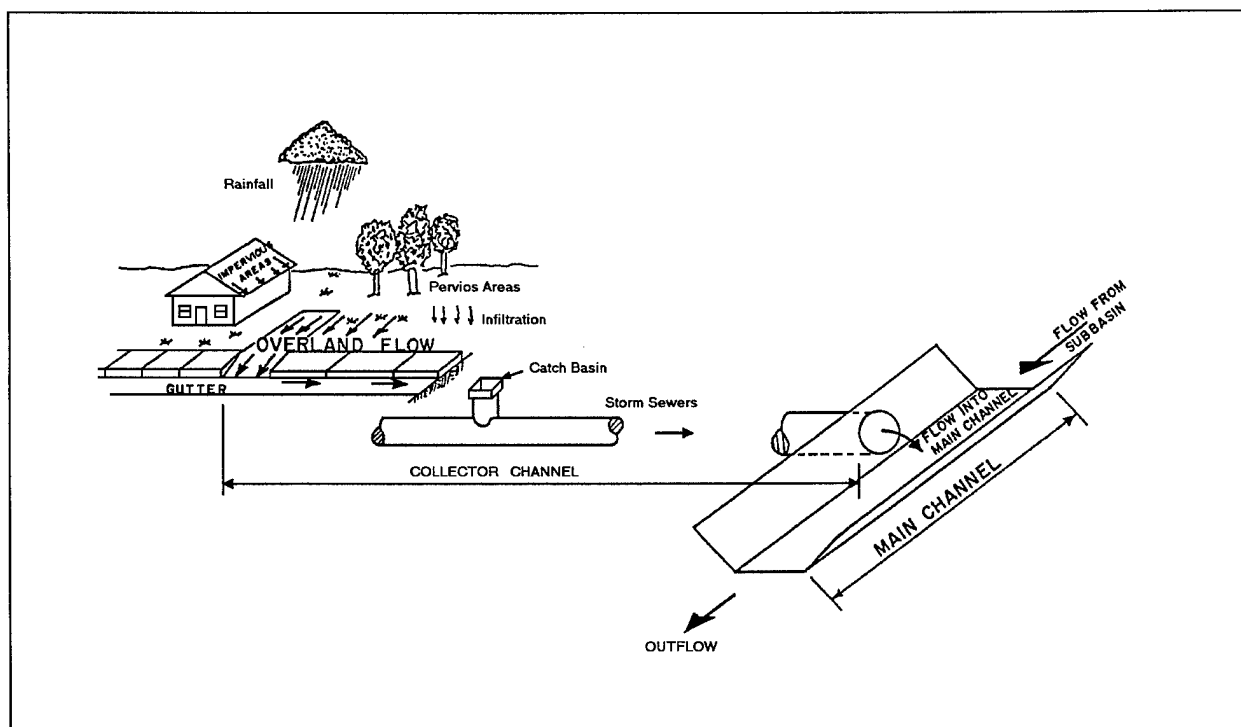 Rainfall
IMPERVIOUS
AREAS
Pervios Areas
Infiltration
OVERLAND FLOW
GUTTER
Catch Basin
Storm Sewers
COLLECTOR CHANNEL
FLOW FROM
SUBBASIN
FLOW INTO
MAIN CHANNEL
MAIN CHANNEL
OUTFLOW